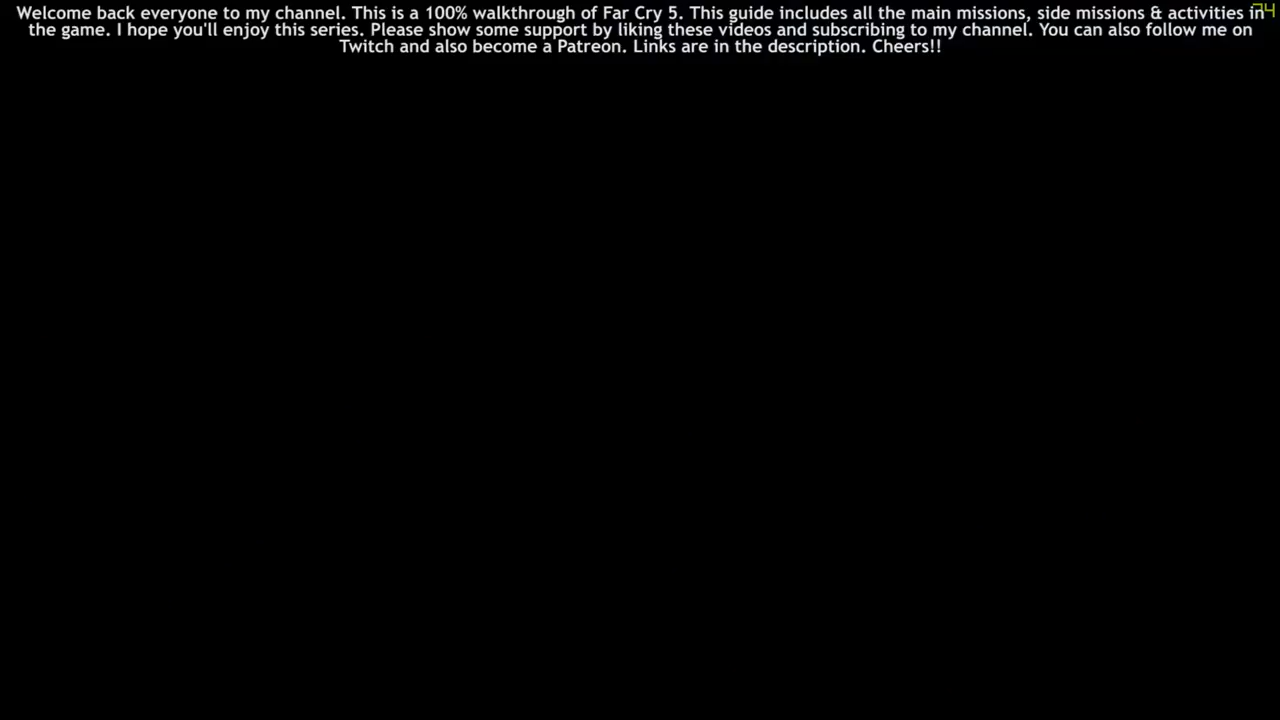 Welcome back everyone to my channel. This is a 100% walkthrough of Far Cry 5. This guide includes all the main missions, side missions & activities in
the game. I hope you'll enjoy this series. Please show some support by liking these videos and subscribing to my channel. You can also follow me on
Twitch and also become a Patreon. Links are in the description. Cheers!!
74